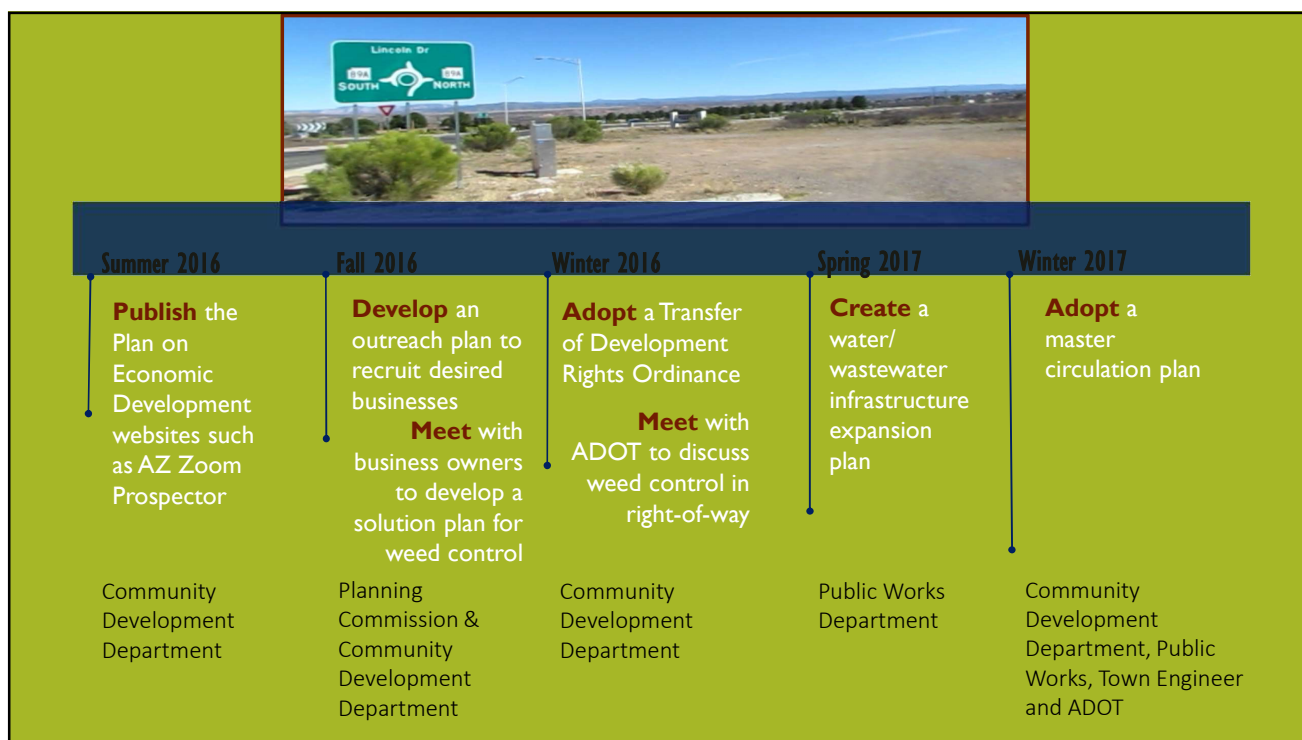 Lincoln Dr
89A
89A
SOUTH
NORTH
Summer 2016
Publish the
Plan on
Economic
Development
websites such
as AZ Zoom
Prospector
Community
Development
Department
Fall 2016
Develop an
outreach plan to
recruit desired
businesses
Meet with
business owners
to develop a
solution plan for
weed control
Planning
Commission &
Community
Development
Department
Winter 2016
Adopt a Transfer
of Development
Rights Ordinance
Meet with
ADOT to discuss
weed control in
right-of-way
Community
Development
Department
Spring 2017
Create a
water/
wastewater
infrastructure
expansion
plan
Public Works
Department
Winter 2017
Adopt a
master
circulation plan
Community
Development
Department, Public
Works, Town Engineer
and ADOT